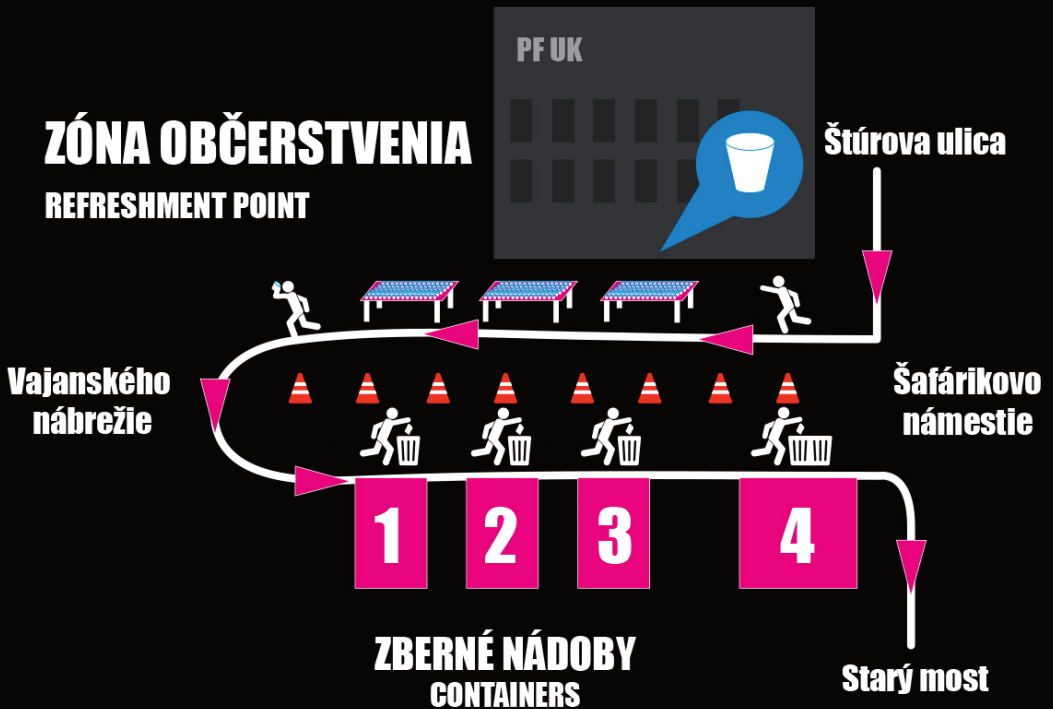 PF UK
ZÓNA OBČERSTVENIA
REFRESHMENT POINT
Štúrova ulica
Vajanského
nábrežie
Šafárikovo
námestie
1
2
3
4
ZBERNÉ NÁDOBY
CONTAINERS
Starý most